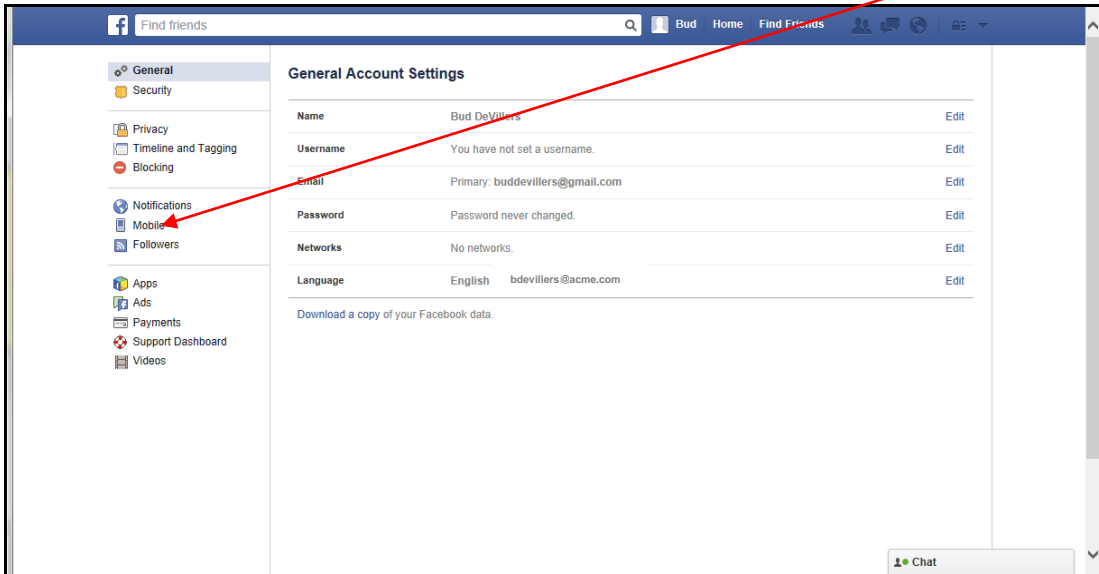 f Find friends Bud Home Find Friends
General
Security
Privacy
Timeline and Tagging
Blocking
Notifications
Mobile
Followers
Apps
Ads
Payments
Support Dashboard
Videos
General Account Settings
Name Bud DeVillers Edit
Username You have not set a username. Edit
Email Primary: buddevillers@gmail.com Edit
Password Password never changed. Edit
Networks No networks. Edit
Language English bdevillers@acme.com Edit
Download a copy of your Facebook data.
Chat